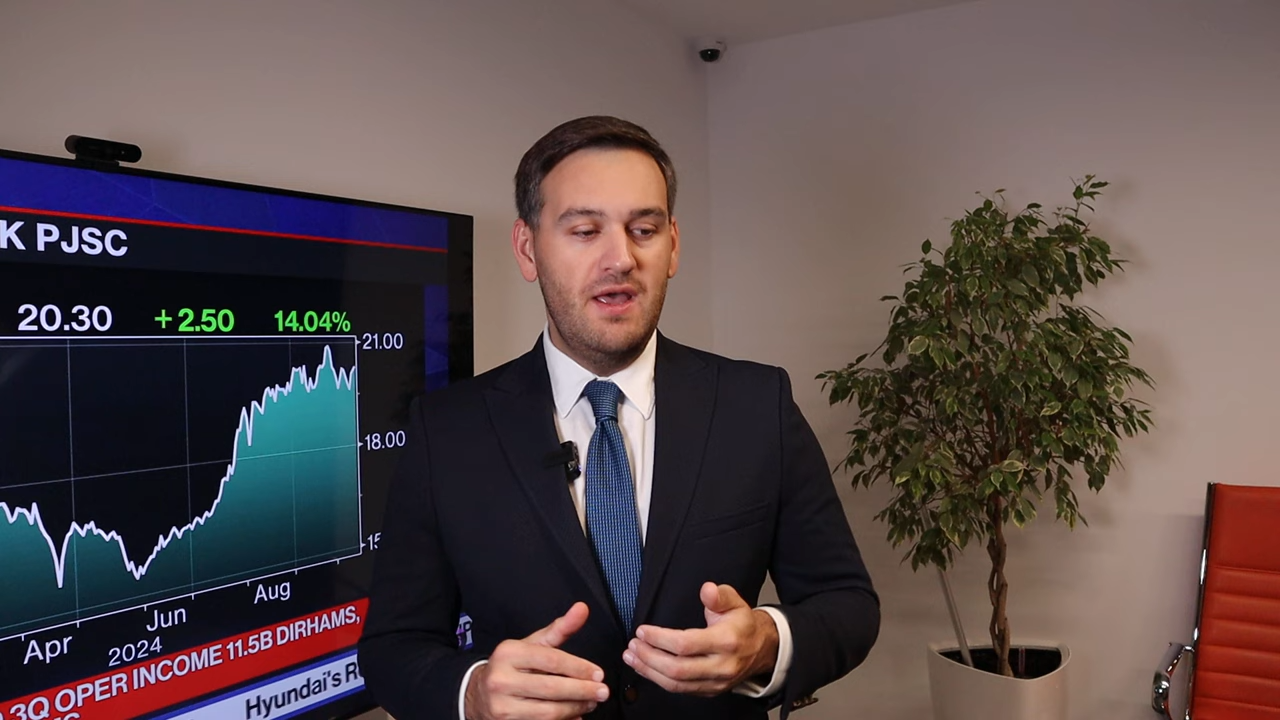 K PJSC
20.30 +2.50 14.04%
21.00
18.00
15
Apr Jun Aug
2024
3Q OPER INCOME 11.5B DIRHAMS,
Hyundai's R